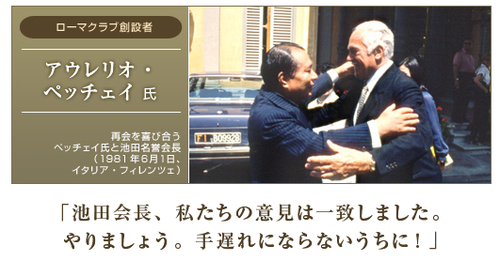 ローマクラブ創設者
アウレリオ・
ペッチェイ 氏
再会を喜び合う
ペッチェイ氏と池田名誉会長
(1981年6月1日、
イタリア・フィレンツェ)
「池田会長、私たちの意見は一致しました。
やりましょう。手遅れにならないうちに！」